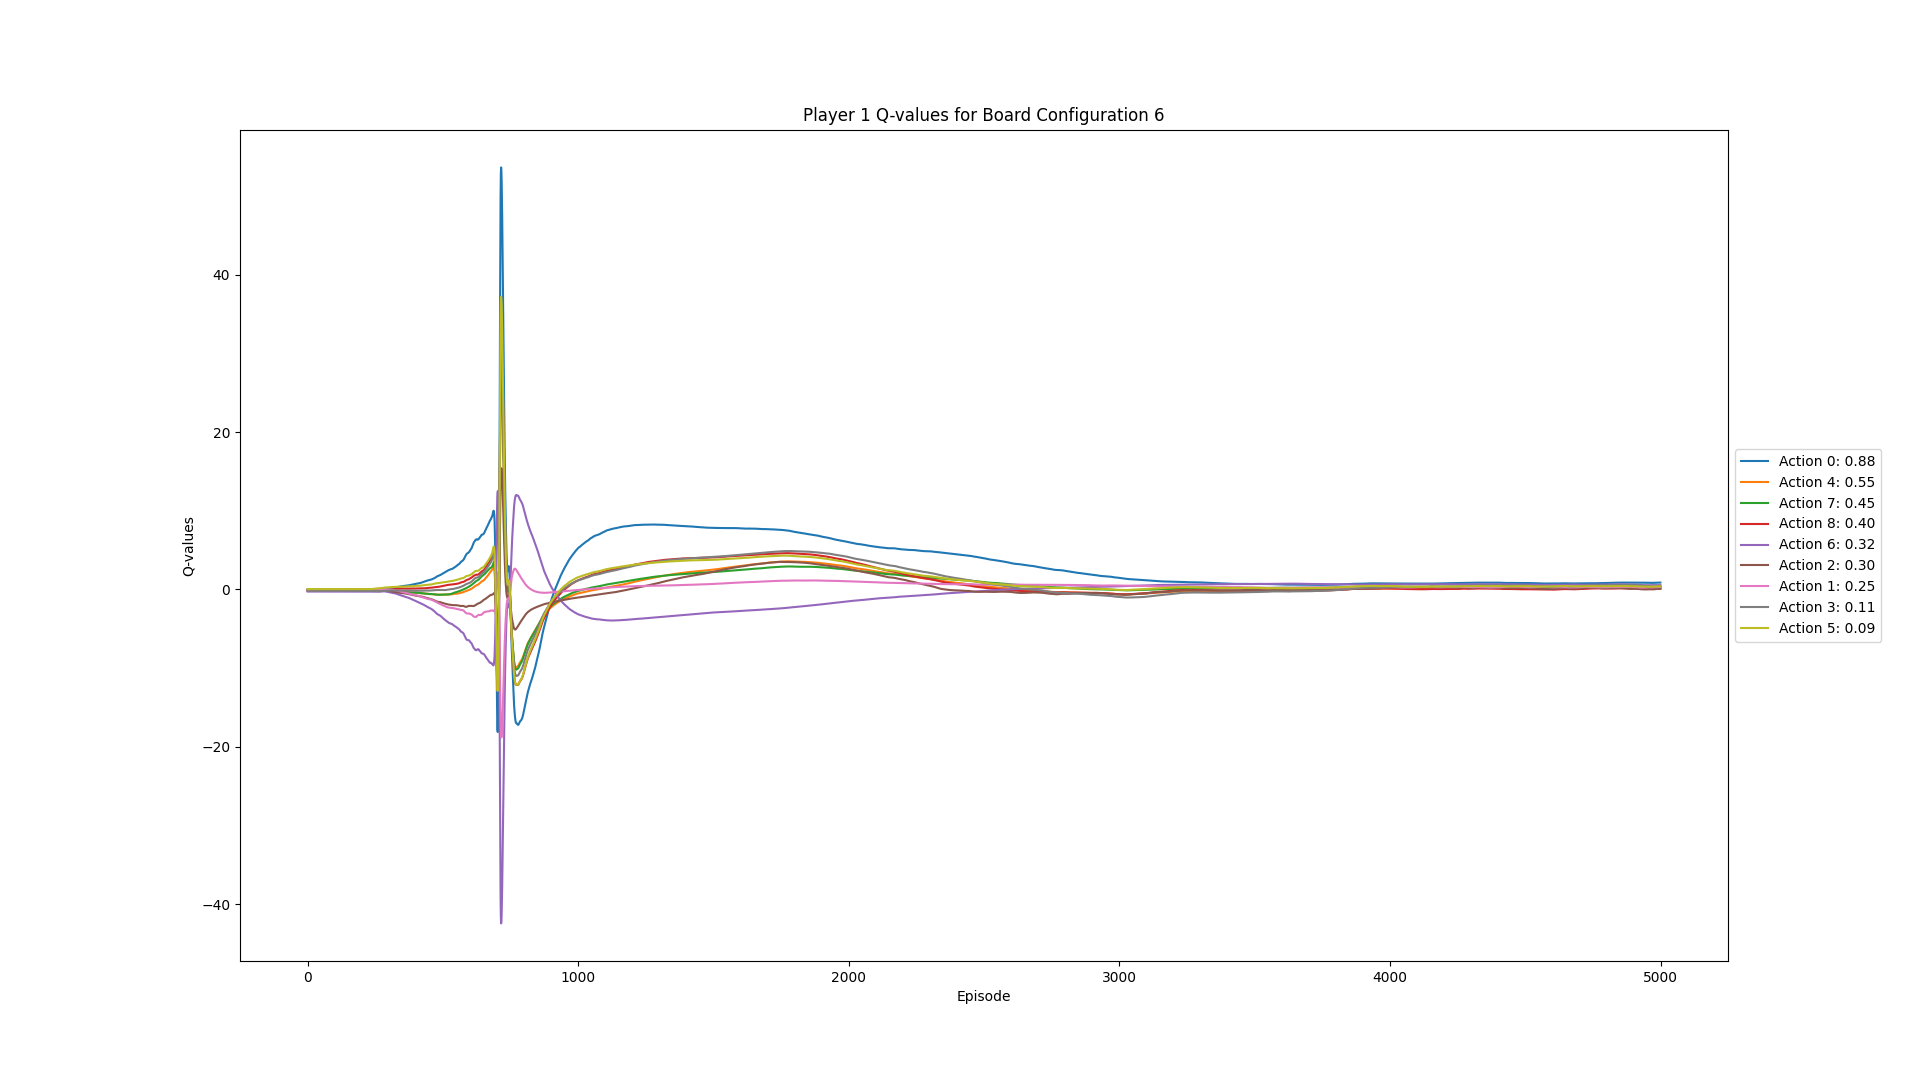 Player 1 Q-values for Board Configuration 6
Q-values
40
20
0
−20
−40
0
1000
2000
3000
4000
5000
Episode
Action 0: 0.88
Action 4: 0.55
Action 7: 0.45
Action 8: 0.40
Action 6: 0.32
Action 2: 0.30
Action 1: 0.25
Action 3: 0.11
Action 5: 0.09